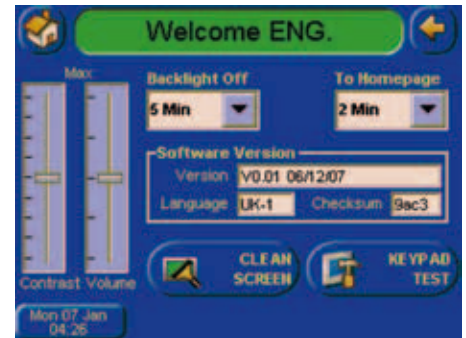 Welcome ENG.
Max
Backlight Off
To Homepage
5 Min
2 Min
Software Version
Version V0.01 06/12/07
Language UK-1 Checksum 9ac3
Contrast Volume
CLEAN
SCREEN
KEYPAD
TEST
Mon 07 Jan
04:26